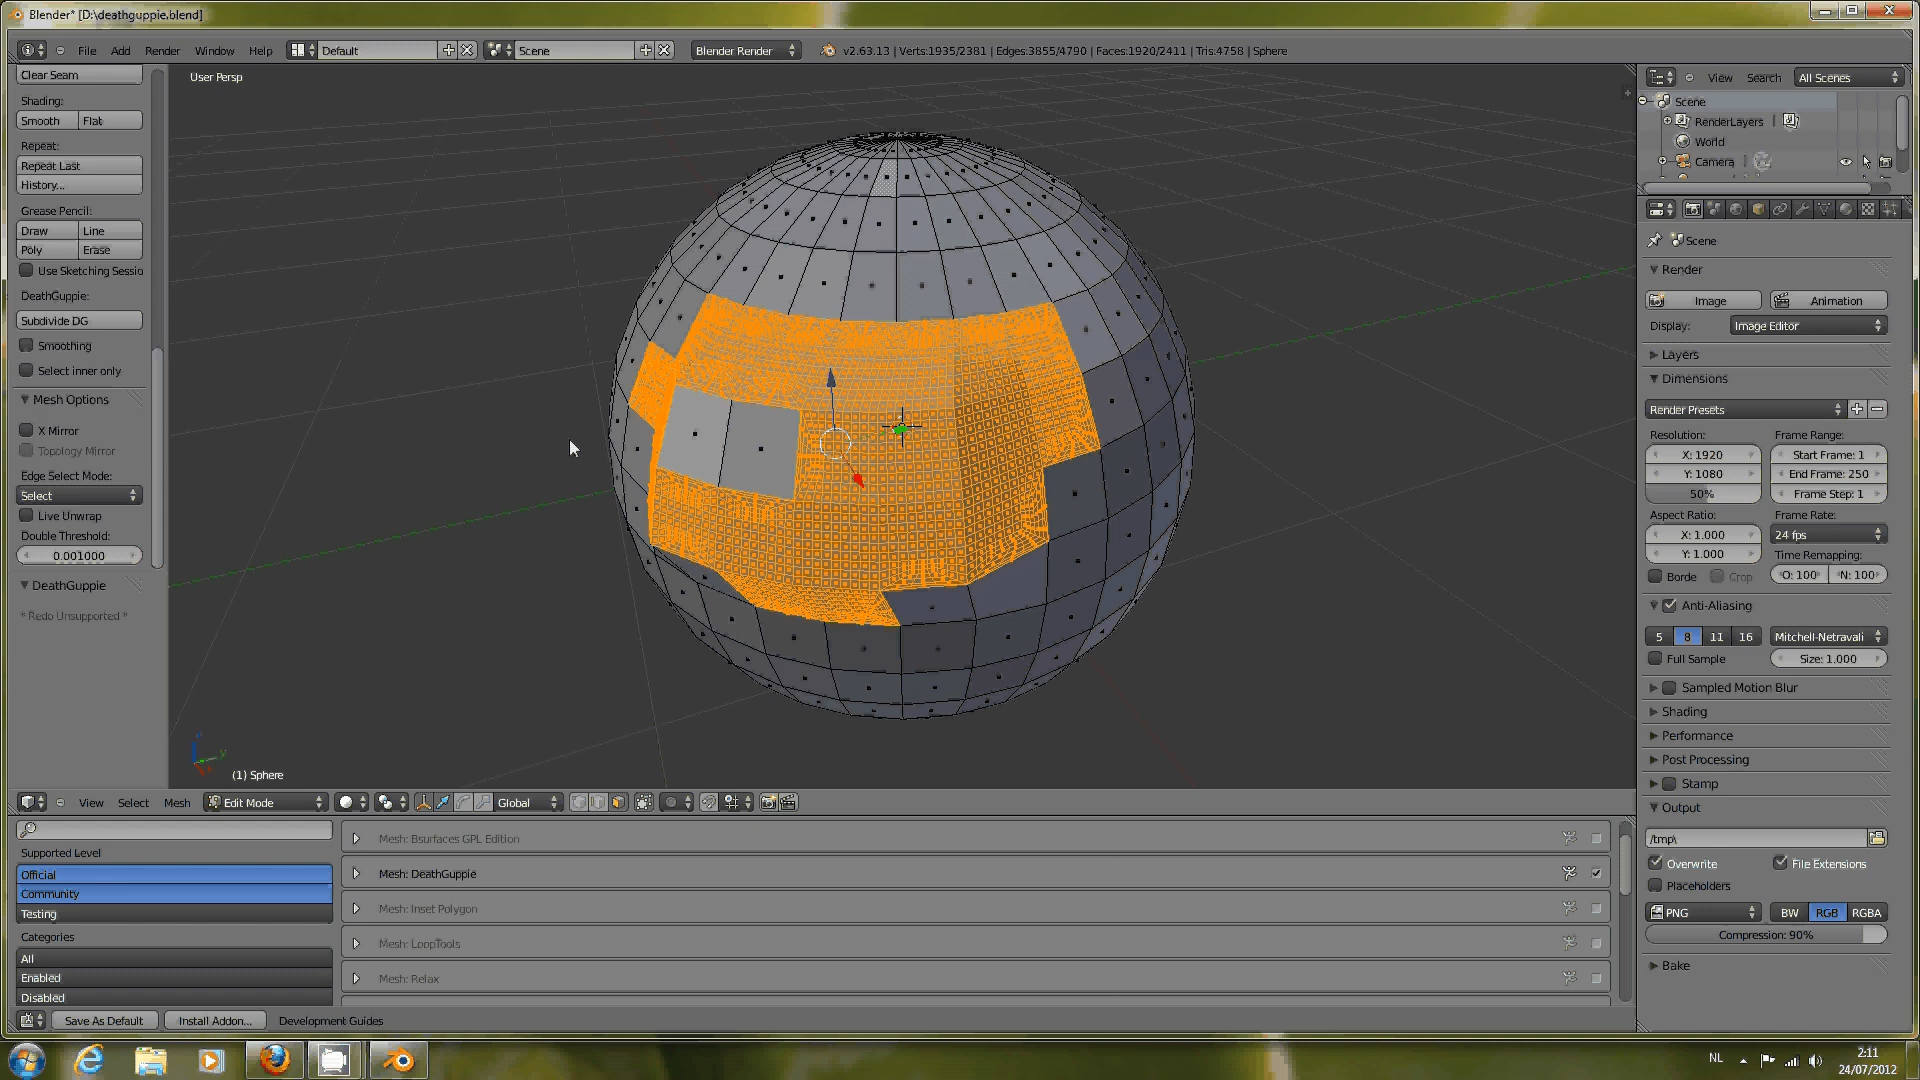 Blender* [D:\deathguppie.blend]
File Add Render Window Help Default Scene Blender Render v2.63.13 | Verts:1935/2381 | Edges:3855/4790 | Faces:1920/2411 | Tris:4758 | Sphere
Clear Seam
Shading:
Smooth Flat
Repeat:
Repeat Last
History...
Grease Pencil:
Draw Line
Poly Erase
Use Sketching Sessio
DeathGuppie:
Subdivide DG
Smoothing
Select inner only
Mesh Options
X Mirror
Topology Mirror
Edge Select Mode:
Select
Live Unwrap
Double Threshold:
0.001000
DeathGuppie
* Redo Unsupported *
User Persp
(1) Sphere
View Select Mesh Edit Mode Global
Supported Level
Official
Community
Testing
Categories
All
Enabled
Disabled
Mesh: Bsurfaces GPL Edition
Mesh: DeathGuppie
Mesh: Inset Polygon
Mesh: LoopTools
Mesh: Relax
Save As Default Install Addon... Development Guides
View Search All Scenes
Scene
RenderLayers
World
Camera
Scene
Render
Image Animation
Display: Image Editor
Layers
Dimensions
Render Presets
Resolution: Frame Range:
X: 1920 Start Frame: 1
Y: 1080 End Frame: 250
50% Frame Step: 1
Aspect Ratio: Frame Rate:
X: 1.000 24 fps
Y: 1.000 Time Remapping:
Borde Crop O: 100 N: 100
Anti-Aliasing
5 8 11 16 Mitchell-Netravali
Full Sample Size: 1.000
Sampled Motion Blur
Shading
Performance
Post Processing
Stamp
Output
/tmp\
Overwrite File Extensions
Placeholders
PNG BW RGB RGBA
Compression: 90%
Bake
NL 2:11
24/07/2012